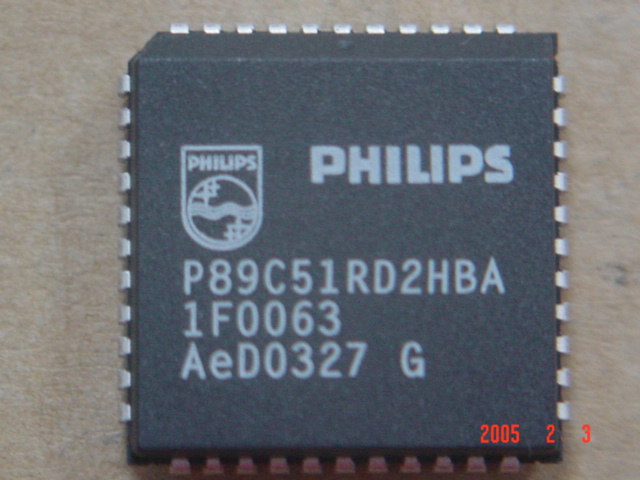 PHILIPS
PHILIPS
P89C51RD2HBA
1F0063
AeD0327 G
2005 2 3